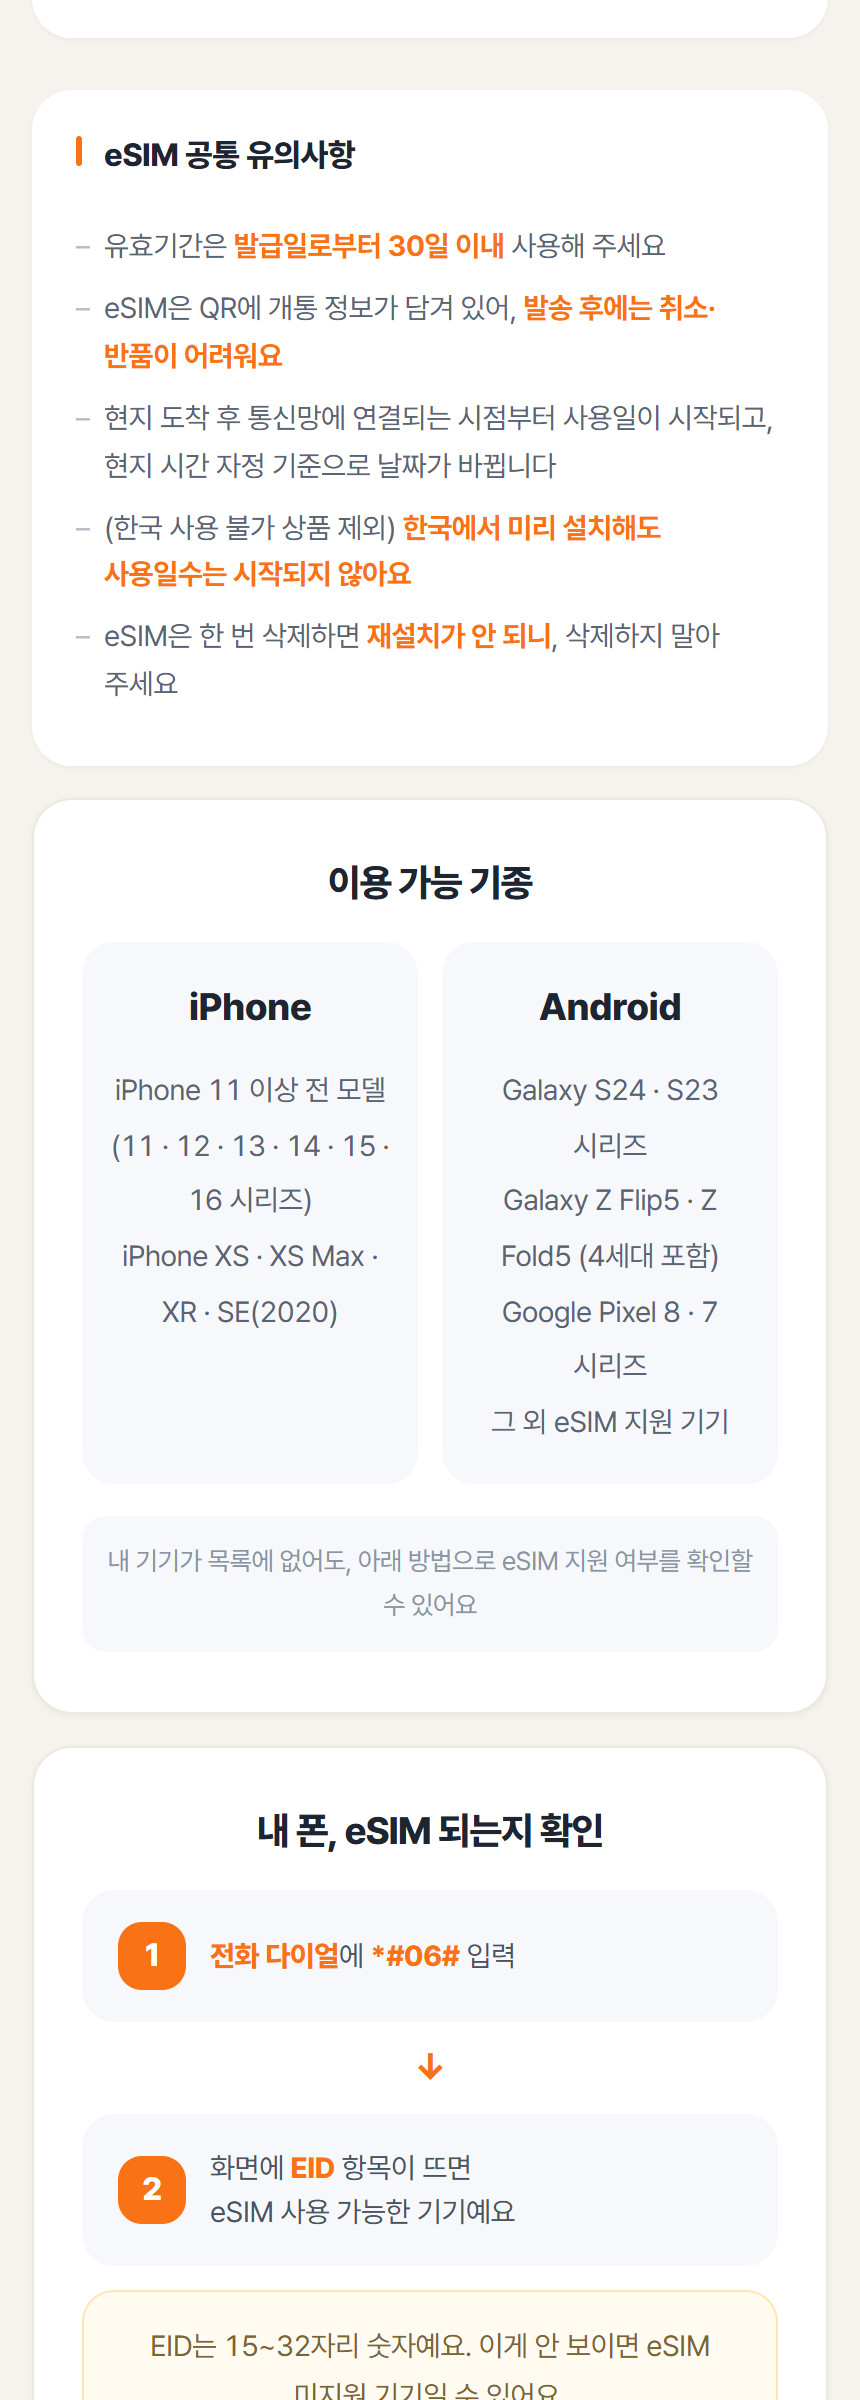 eSIM 공통 유의사항
– 유효기간은 발급일로부터 30일 이내 사용해 주세요
– eSIM은 QR에 개통 정보가 담겨 있어, 발송 후에는 취소·
반품이 어려워요
– 현지 도착 후 통신망에 연결되는 시점부터 사용일이 시작되고,
현지 시간 자정 기준으로 날짜가 바뀝니다
– (한국 사용 불가 상품 제외) 한국에서 미리 설치해도
사용일수는 시작되지 않아요
– eSIM은 한 번 삭제하면 재설치가 안 되니, 삭제하지 말아
주세요
이용 가능 기종
iPhone
iPhone 11 이상 전 모델
(11 · 12 · 13 · 14 · 15 ·
16 시리즈)
iPhone XS · XS Max ·
XR · SE(2020)
Android
Galaxy S24 · S23
시리즈
Galaxy Z Flip5 · Z
Fold5 (4세대 포함)
Google Pixel 8 · 7
시리즈
그 외 eSIM 지원 기기
내 기기가 목록에 없어도, 아래 방법으로 eSIM 지원 여부를 확인할
수 있어요
내 폰, eSIM 되는지 확인
1 전화 다이얼에 *#06# 입력
↓
2 화면에 EID 항목이 뜨면
eSIM 사용 가능한 기기예요
EID는 15~32자리 숫자예요. 이게 안 보이면 eSIM
미지원 기기일 수 있어요